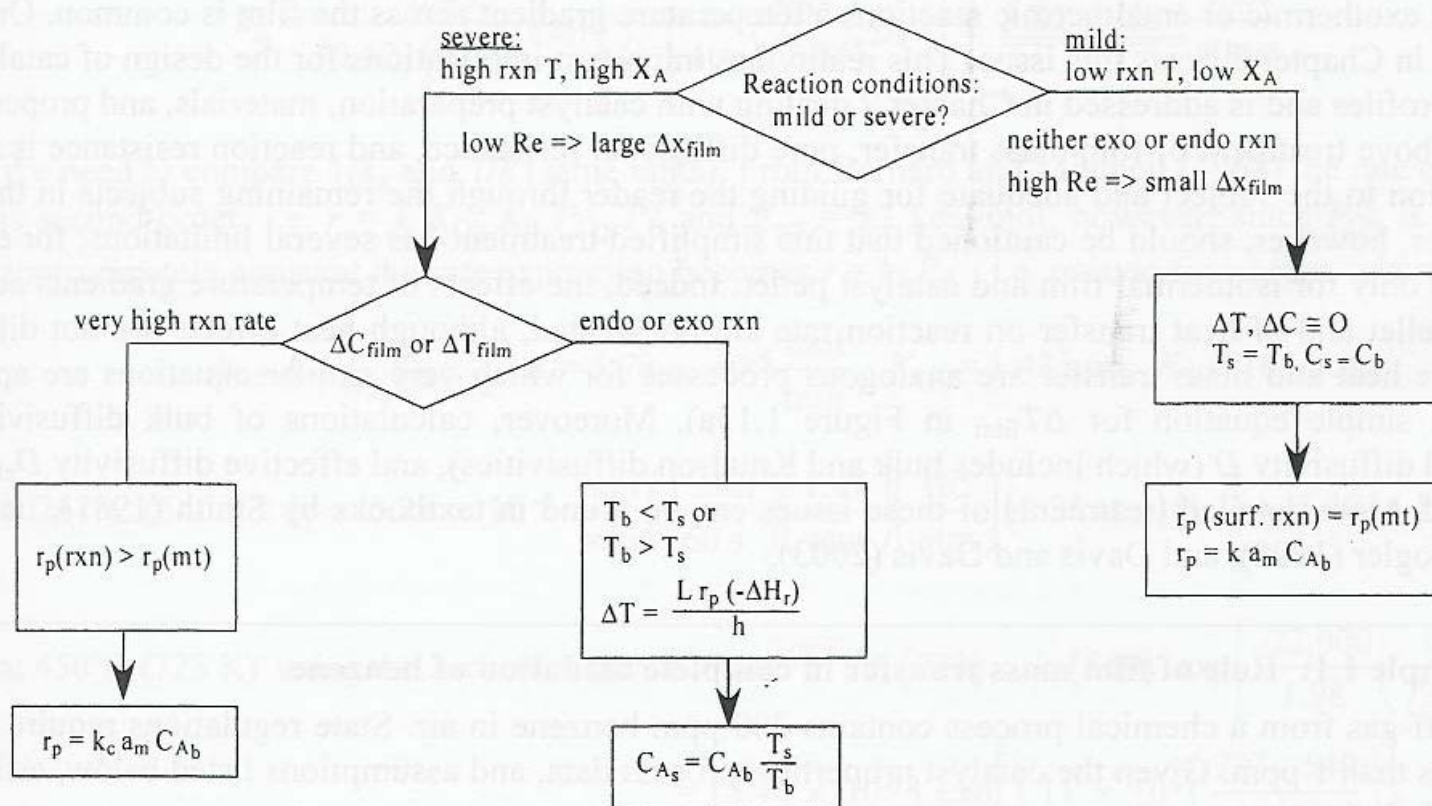 severe:
high rxn T, high X_A
low Re => large Δx_film
Reaction conditions:
mild or severe?
mild:
low rxn T, low X_A
neither exo or endo rxn
high Re => small Δx_film
very high rxn rate
ΔC_film or ΔT_film
endo or exo rxn
ΔT, ΔC ≡ O
T_s = T_b, C_s = C_b
r_p(rxn) > r_p(mt)
T_b < T_s or
T_b > T_s
ΔT = L r_p (-ΔH_r) / h
r_p (surf. rxn) = r_p(mt)
r_p = k a_m C_Ab
r_p = k_c a_m C_Ab
C_As = C_Ab T_s / T_b